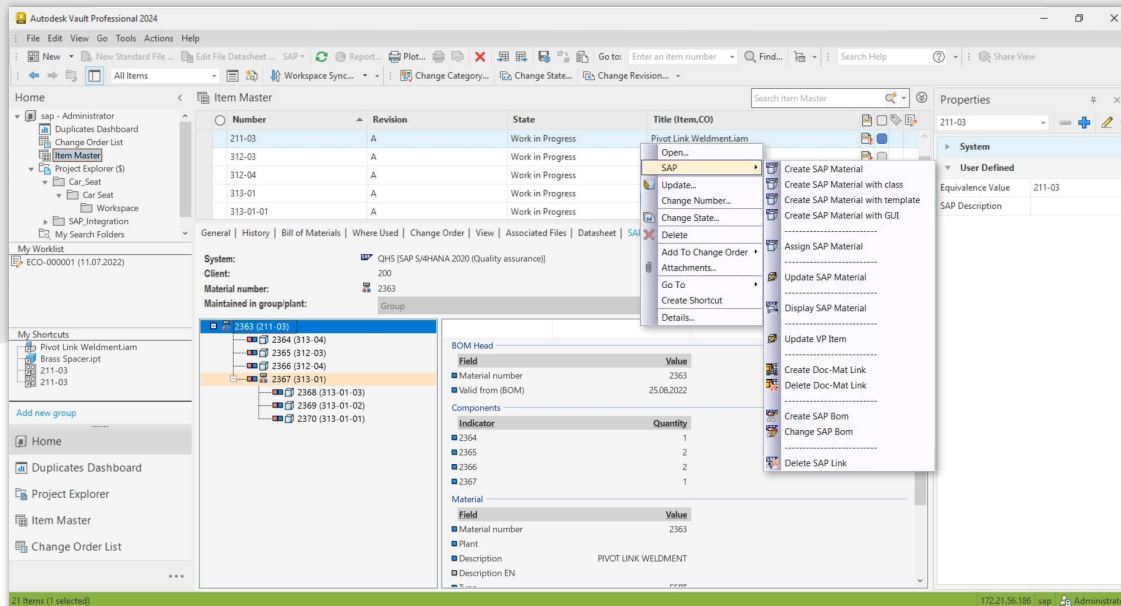 Autodesk Vault Professional 2024
File Edit View Go Tools Actions Help
New New Standard File ... Edit File Datasheet ... SAP Report... Plot... Go to: Enter an item number Find... Search Help Share View
All Items Workspace Sync... Change Category... Change State... Change Revision...
Home
sap - Administrator
Duplicates Dashboard
Change Order List
Item Master
Project Explorer ($)
Car_Seat
Car Seat
Workspace
SAP_Integration
My Search Folders
My Worklist
ECO-000001 (11.07.2022)
My Shortcuts
Pivot Link Weldment.iam
Brass Spacer.ipt
211-03
211-03
Add new group
Home
Duplicates Dashboard
Project Explorer
Item Master
Change Order List
Item Master
Search Item Master
Number Revision State Title (Item,CO)
211-03 A Work in Progress Pivot Link Weldment.iam
312-03 A Work in Progress
312-04 A Work in Progress
313-01 A Work in Progress
313-01-01 A Work in Progress
General | History | Bill of Materials | Where Used | Change Order | View | Associated Files | Datasheet |
System: QH5 [SAP S/4HANA 2020 (Quality assurance)]
Client: 200
Material number: 2363
Maintained in group/plant: Group
2363 (211-03)
2364 (313-04)
2365 (312-03)
2366 (312-04)
2367 (313-01)
2368 (313-01-03)
2369 (313-01-02)
2370 (313-01-01)
BOM Head
Field Value
Material number 2363
Valid from (BOM) 25.08.2022
Components
Indicator Quantity
2364 1
2365 2
2366 2
2367 1
Material
Field Value
Material number 2363
Plant
Description PIVOT LINK WELDMENT
Description EN
Open...
SAP
Update...
Change Number...
Change State...
Delete
Add To Change Order
Attachments...
Go To
Create Shortcut
Details...
Create SAP Material
Create SAP Material with class
Create SAP Material with template
Create SAP Material with GUI
--------------------------
Assign SAP Material
--------------------------
Update SAP Material
--------------------------
Display SAP Material
--------------------------
Update VP Item
--------------------------
Create Doc-Mat Link
Delete Doc-Mat Link
--------------------------
Create SAP Bom
Change SAP Bom
--------------------------
Delete SAP Link
Properties
211-03
System
User Defined
Equivalence Value 211-03
SAP Description
21 Items (1 selected)
172.21.56.186 sap Administrator